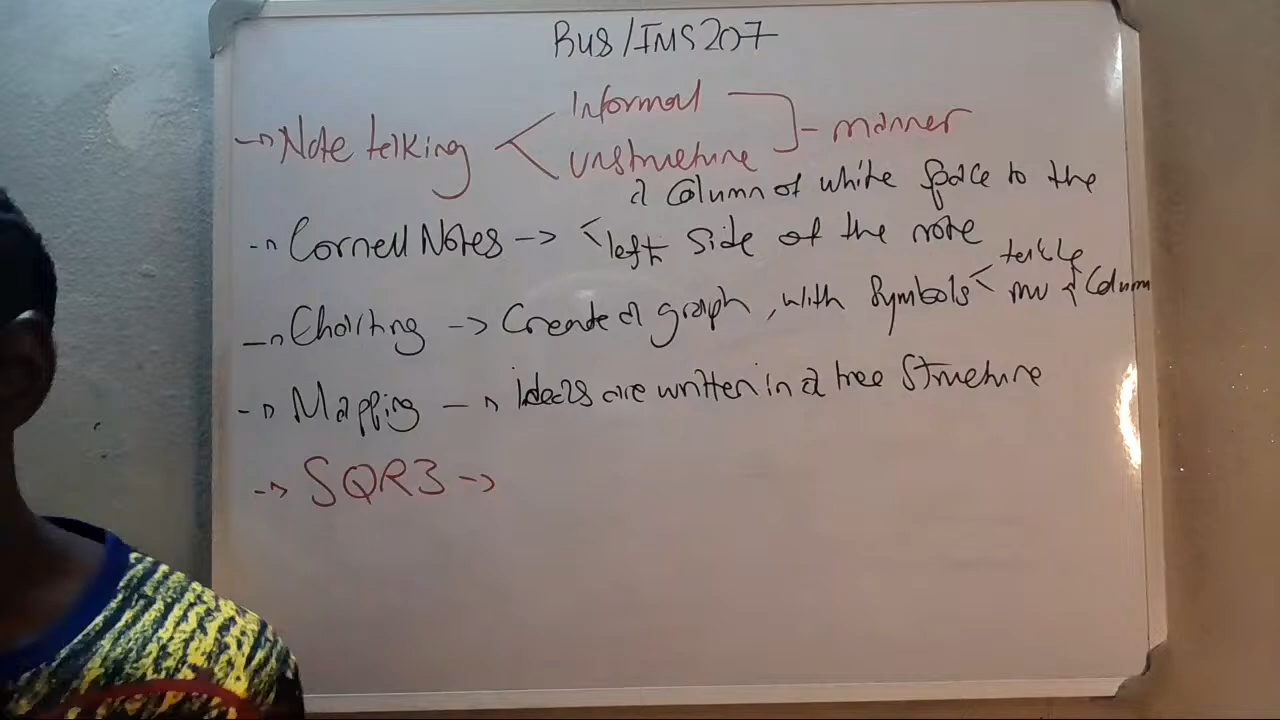 BUS/IMS 207
Informal
→ Note taking < - manner
unstructure
a Column of white space to the
→ Cornell Notes → < left side of the note
table
→ Charting → Create a graph, with Symbols < row & Column
→ Mapping → Ideas are written in a tree Structure
→ SQR3 →